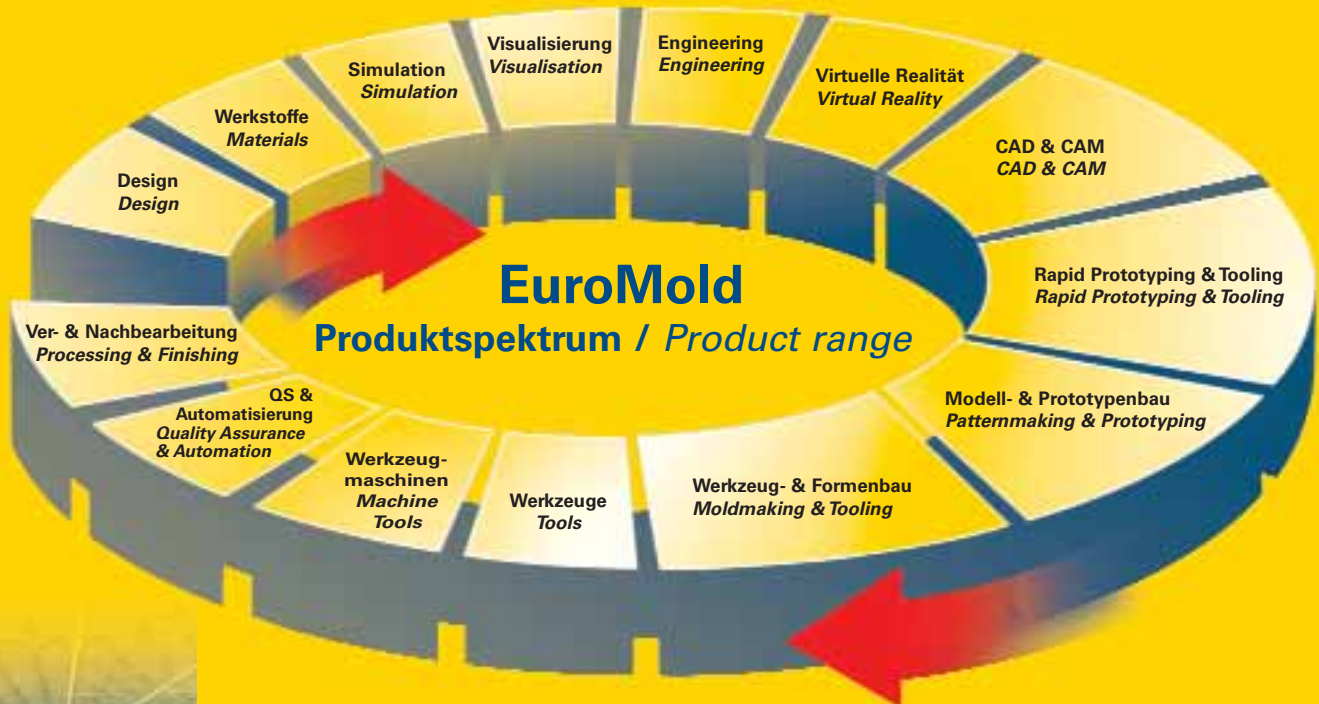 Visualisierung
Visualisation
Engineering
Engineering
Simulation
Simulation
Virtuelle Realität
Virtual Reality
Werkstoffe
Materials
CAD & CAM
CAD & CAM
Design
Design
EuroMold
Produktspektrum / Product range
Rapid Prototyping & Tooling
Rapid Prototyping & Tooling
Ver- & Nachbearbeitung
Processing & Finishing
QS &
Automatisierung
Quality Assurance
& Automation
Modell- & Prototypenbau
Patternmaking & Prototyping
Werkzeug-
maschinen
Machine
Tools
Werkzeuge
Tools
Werkzeug- & Formenbau
Moldmaking & Tooling